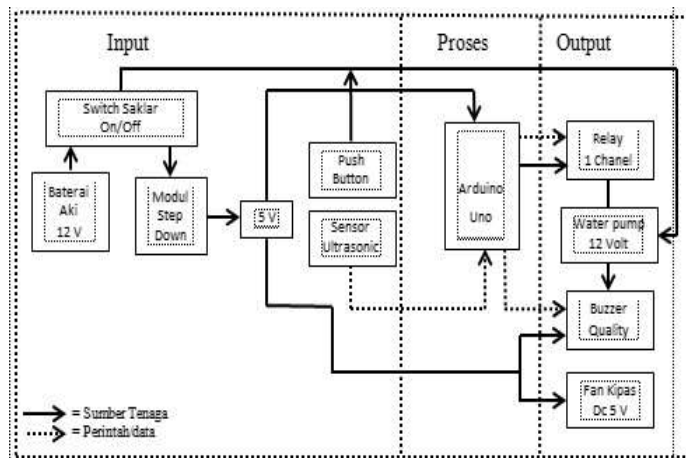 Input
Proses
Output
Switch Saklar
On/Off
Baterai
Aki
12 V
Modul
Step
Down
5 V
Push
Button
Sensor
Ultrasonic
Arduino
Uno
Relay
1 Chanel
Water pump
12 Volt
Buzzer
Quality
Fan Kipas
Dc 5 V
= Sumber Tenaga
= Perintah/data